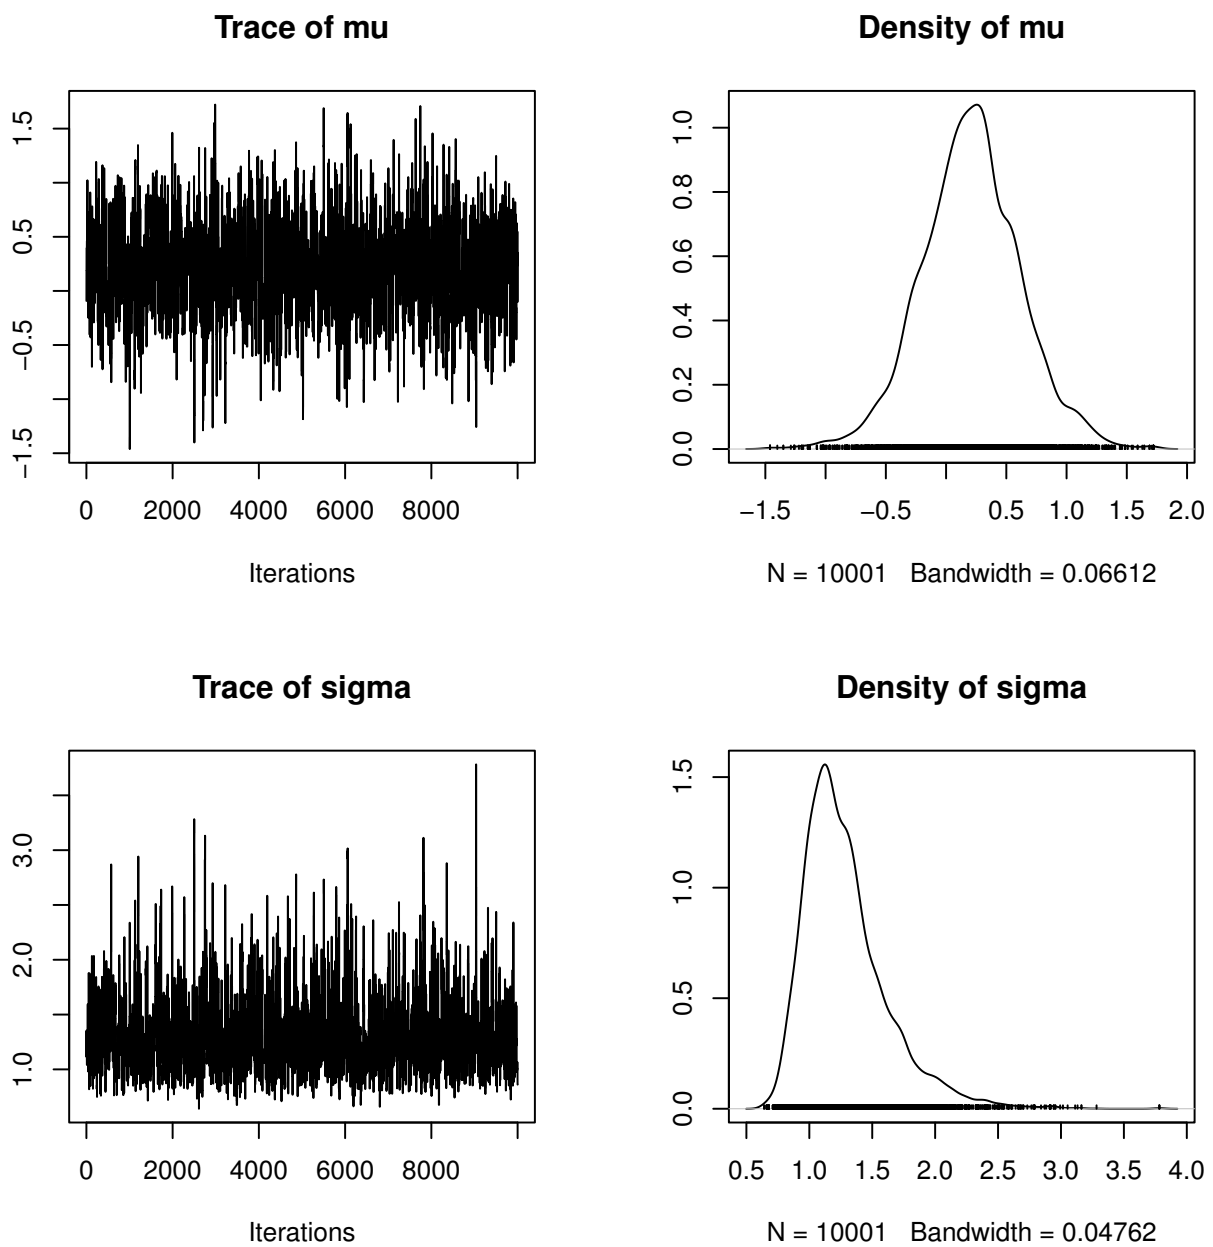 Trace of mu
−1.5 −0.5 0.5 1.5
0 2000 4000 6000 8000
Iterations
Density of mu
0.0 0.2 0.4 0.6 0.8 1.0
−1.5 −0.5 0.5 1.0 1.5 2.0
N = 10001 Bandwidth = 0.06612
Trace of sigma
1.0 2.0 3.0
0 2000 4000 6000 8000
Iterations
Density of sigma
0.0 0.5 1.0 1.5
0.5 1.0 1.5 2.0 2.5 3.0 3.5 4.0
N = 10001 Bandwidth = 0.04762